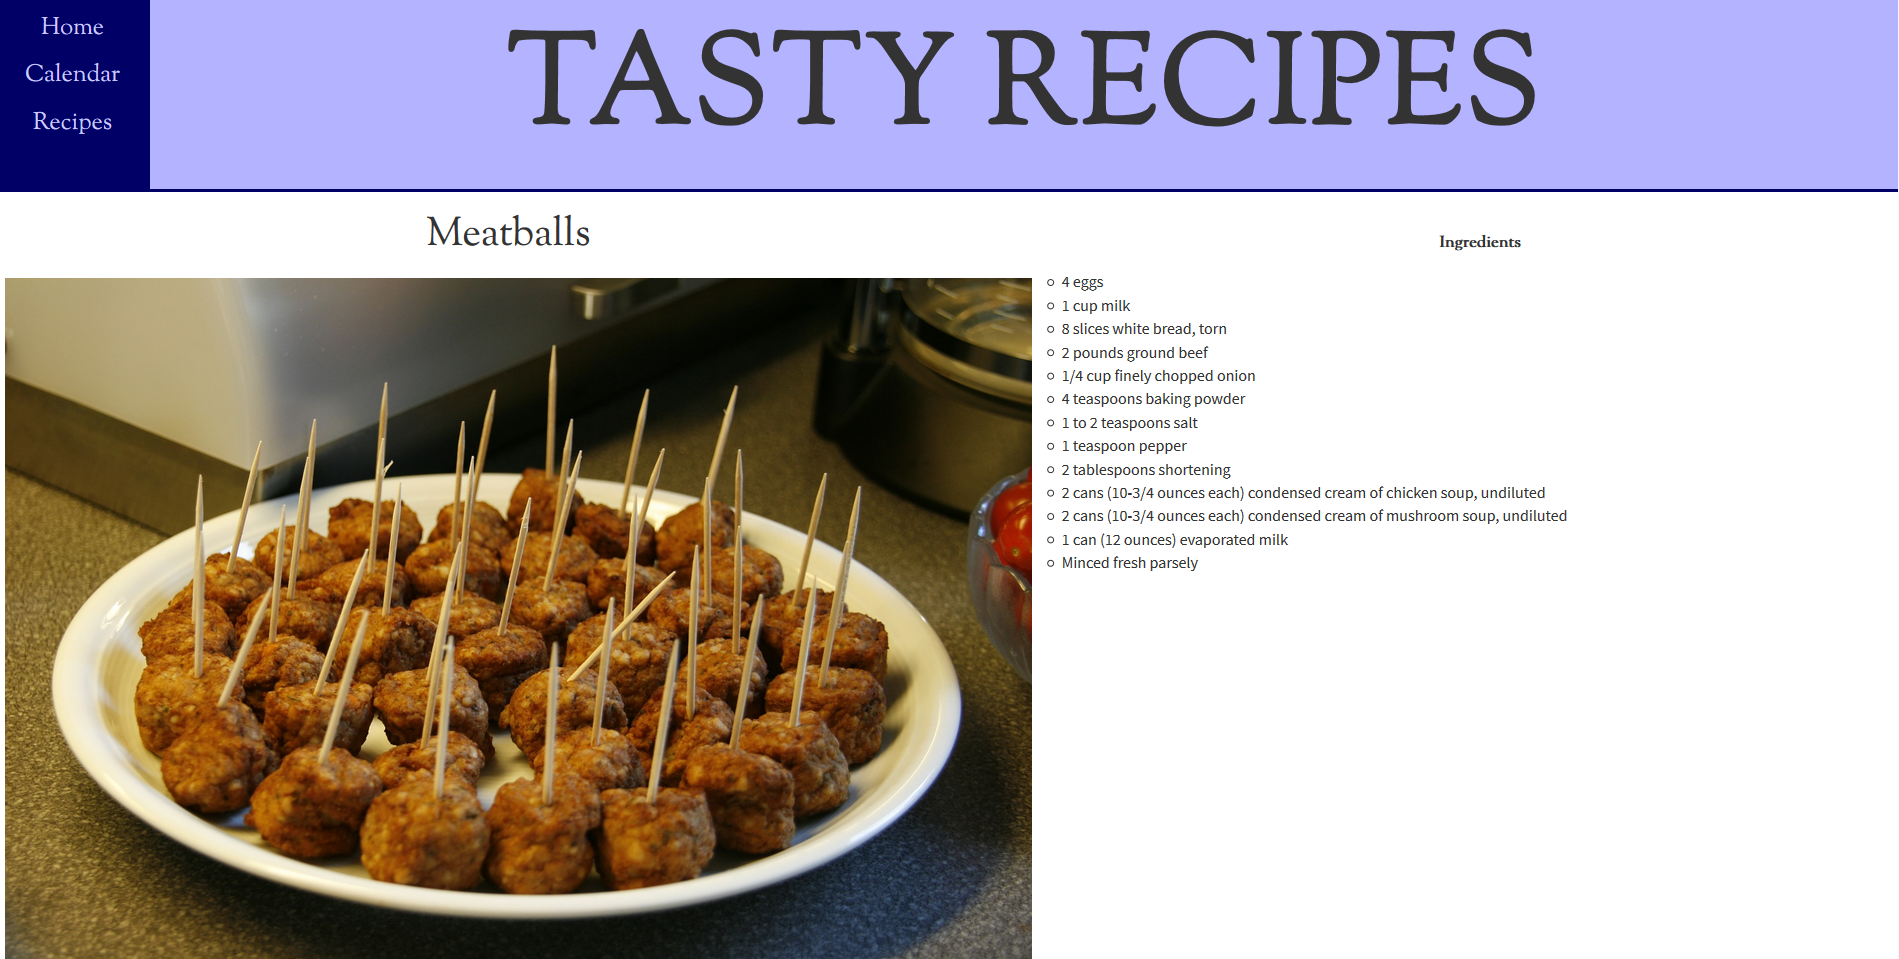 Home
Calendar
Recipes
TASTY RECIPES
Meatballs
Ingredients
4 eggs
1 cup milk
8 slices white bread, torn
2 pounds ground beef
1/4 cup finely chopped onion
4 teaspoons baking powder
1 to 2 teaspoons salt
1 teaspoon pepper
2 tablespoons shortening
2 cans (10-3/4 ounces each) condensed cream of chicken soup, undiluted
2 cans (10-3/4 ounces each) condensed cream of mushroom soup, undiluted
1 can (12 ounces) evaporated milk
Minced fresh parsely